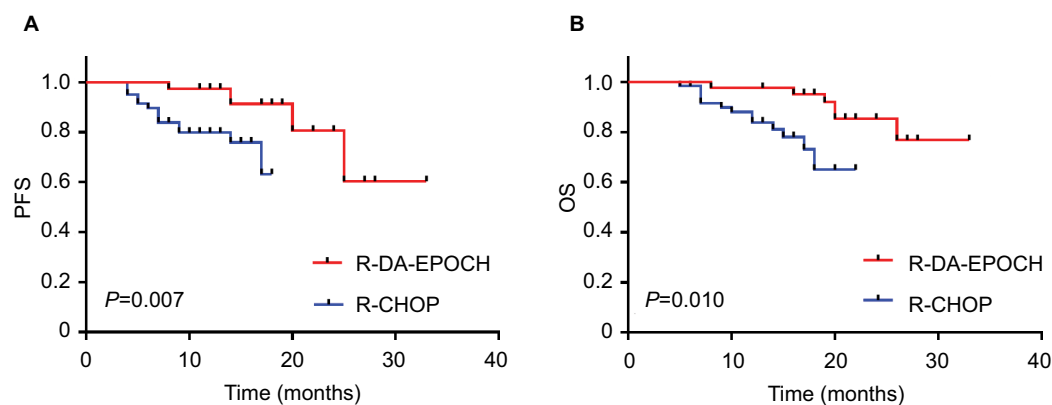 A
PFS
1.0
0.8
0.6
0.4
0.2
0
R-DA-EPOCH
R-CHOP
P=0.007
0 10 20 30 40
Time (months)
B
OS
1.0
0.8
0.6
0.4
0.2
0
R-DA-EPOCH
R-CHOP
P=0.010
0 10 20 30 40
Time (months)